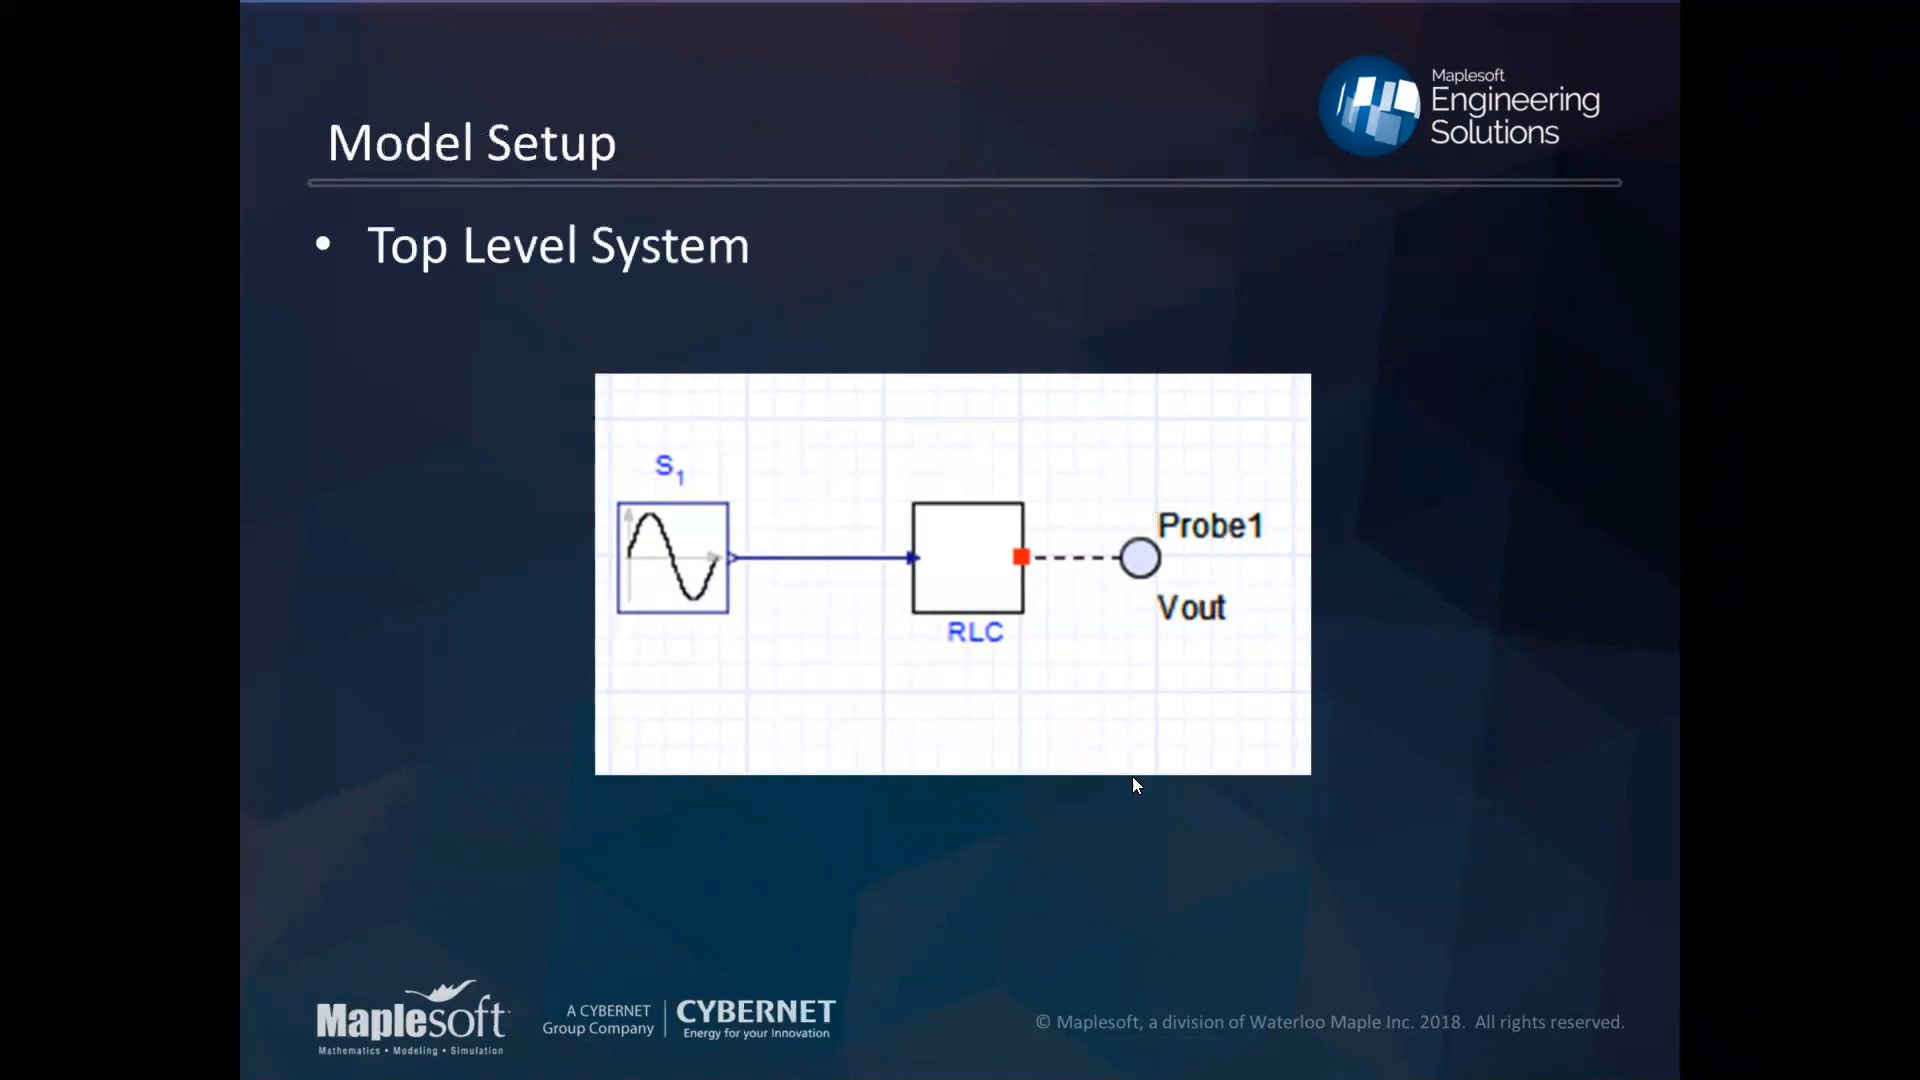 Maplesoft
Engineering
Solutions
Model Setup
• Top Level System
S1
Probe1
Vout
RLC
Maplesoft
Mathematics • Modeling • Simulation
A CYBERNET
Group Company
CYBERNET
Energy for your Innovation
© Maplesoft, a division of Waterloo Maple Inc. 2018. All rights reserved.